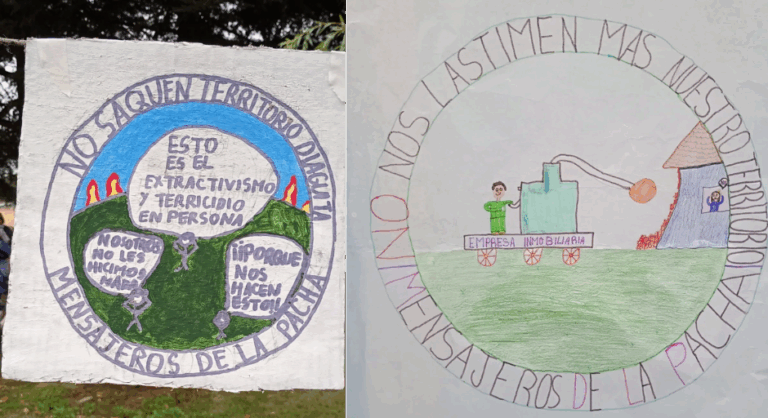 NO SAQUEN TERRITORIO DIAGUITA
ESTO
ES EL
EXTRACTIVISMO
Y TERRICIDIO
EN PERSONA
NOSOTROS
NO LES
HICIMOS
NADA
¡¡PORQUE
NOS
HACEN
ESTO!!
MENSAJEROS DE LA PACHA
¡NO NO NOS LASTIMEN MAS NUESTRO TERRITORIO!
EMPRESA INMOBILIARIA
MENSAJEROS DE LA PACHA